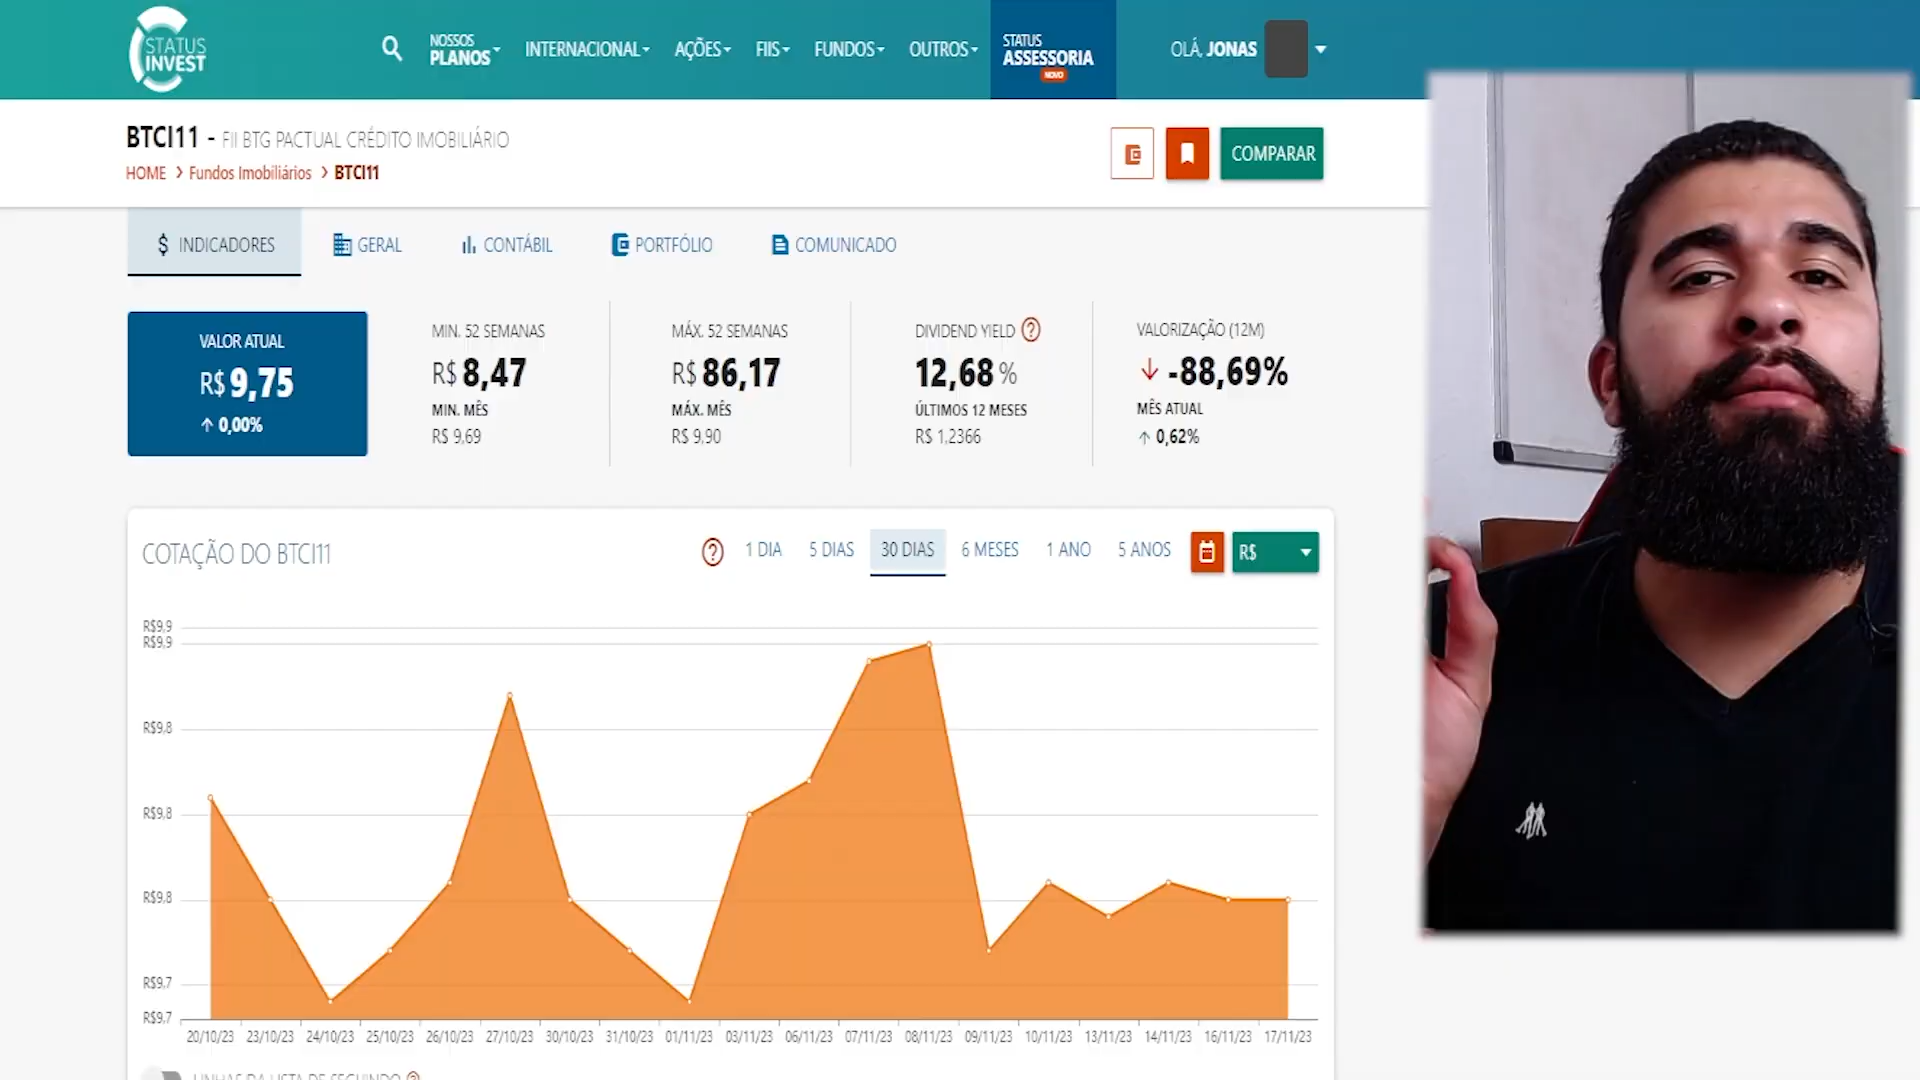 STATUS
INVEST
NOSSOS
PLANOS
INTERNACIONAL
AÇÕES
FIIS
FUNDOS
OUTROS
STATUS
ASSESSORIA
NOVO
OLÁ, JONAS
BTCI11 - FII BTG PACTUAL CRÉDITO IMOBILIÁRIO
HOME > Fundos Imobiliários > BTCI11
COMPARAR
$ INDICADORES
GERAL
CONTÁBIL
PORTFÓLIO
COMUNICADO
VALOR ATUAL
R$ 9,75
↑ 0,00%
MIN. 52 SEMANAS
R$ 8,47
MIN. MÊS
R$ 9,69
MÁX. 52 SEMANAS
R$ 86,17
MÁX. MÊS
R$ 9,90
DIVIDEND YIELD ?
12,68 %
ÚLTIMOS 12 MESES
R$ 1,2366
VALORIZAÇÃO (12M)
↓ -88,69%
MÊS ATUAL
↑ 0,62%
COTAÇÃO DO BTCI11
? 1 DIA 5 DIAS 30 DIAS 6 MESES 1 ANO 5 ANOS
R$
R$9,9
R$9,9
R$9,8
R$9,8
R$9,8
R$9,7
R$9,7
20/10/23 23/10/23 24/10/23 25/10/23 26/10/23 27/10/23 30/10/23 31/10/23 01/11/23 03/11/23 06/11/23 07/11/23 08/11/23 09/11/23 10/11/23 13/11/23 14/11/23 16/11/23 17/11/23